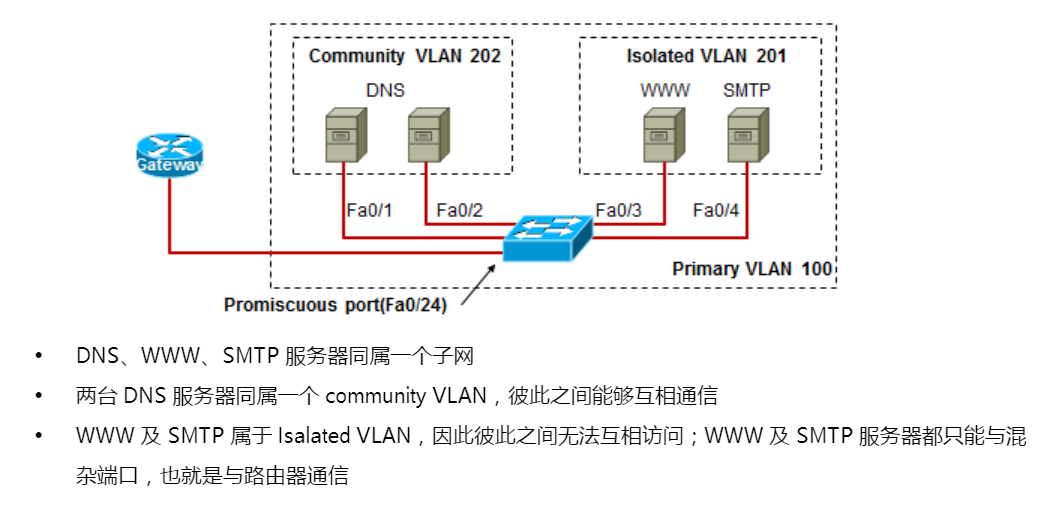 Community VLAN 202
Isolated VLAN 201
DNS
WWW
SMTP
Gateway
Fa0/1
Fa0/2
Fa0/3
Fa0/4
Primary VLAN 100
Promiscuous port(Fa0/24)
• DNS、WWW、SMTP 服务器同属一个子网
• 两台 DNS 服务器同属一个 community VLAN，彼此之间能够互相通信
• WWW 及 SMTP 属于 Isalated VLAN，因此彼此之间无法互相访问；WWW 及 SMTP 服务器都只能与混
杂端口，也就是与路由器通信